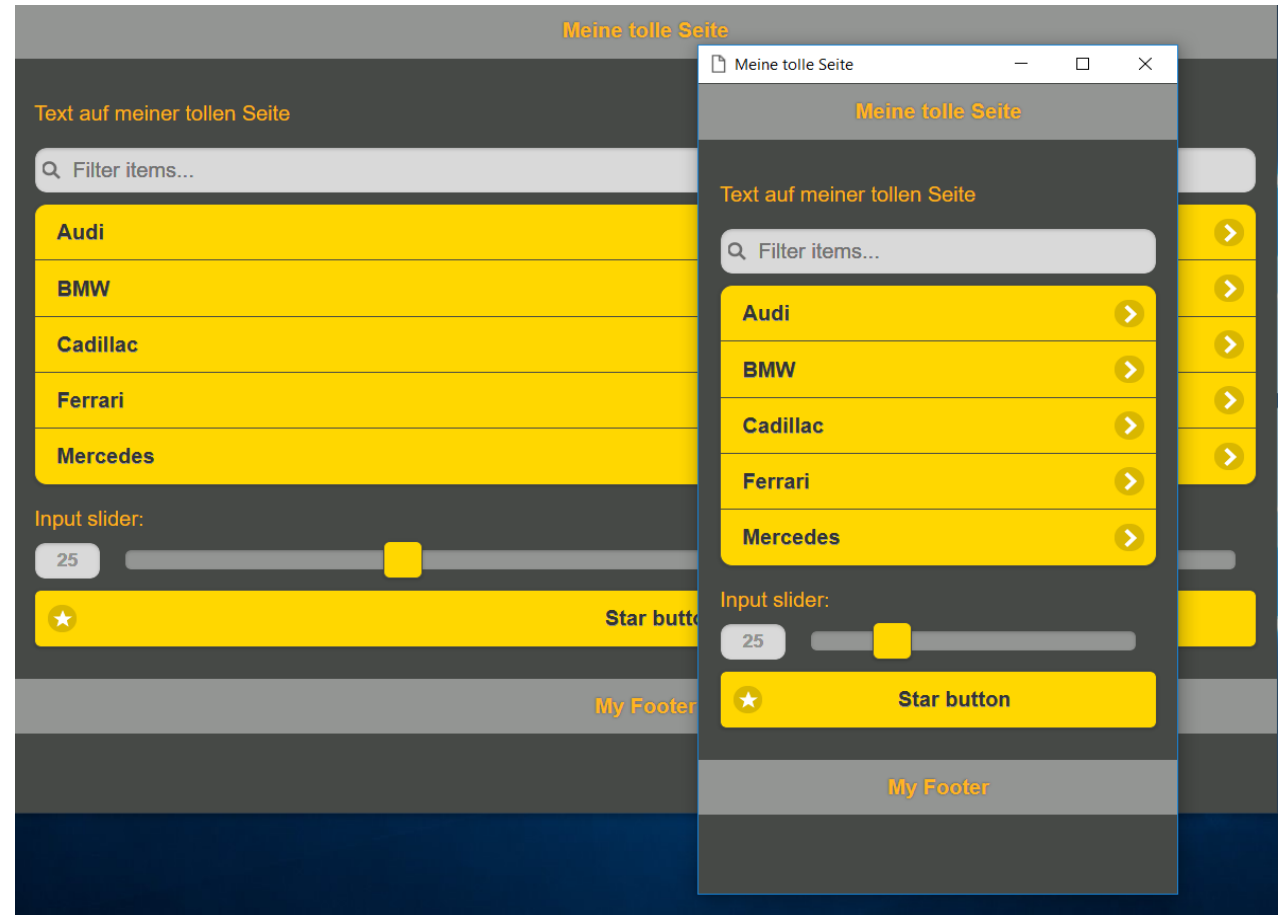 Meine tolle Seite
Text auf meiner tollen Seite
Filter items...
Audi
BMW
Cadillac
Ferrari
Mercedes
Input slider:
25
Star butto
My Footer
Meine tolle Seite
Meine tolle Seite
Text auf meiner tollen Seite
Filter items...
Audi
BMW
Cadillac
Ferrari
Mercedes
Input slider:
25
Star button
My Footer